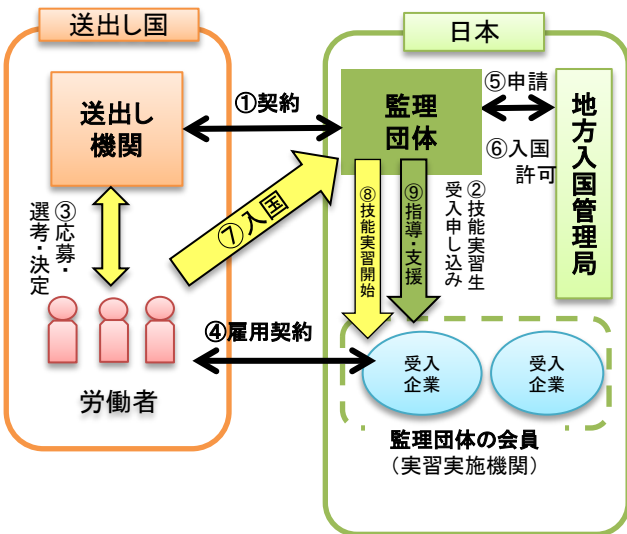 送出し国
日本
送出し
機関
①契約
監理
団体
⑤申請
⑥入国
許可
地方入国管理局
③応募・
選考・決定
⑦入国
⑧技能実習開始
⑨指導・支援
②技能実習生
受入申し込み
④雇用契約
労働者
受入
企業
受入
企業
監理団体の会員
（実習実施機関）